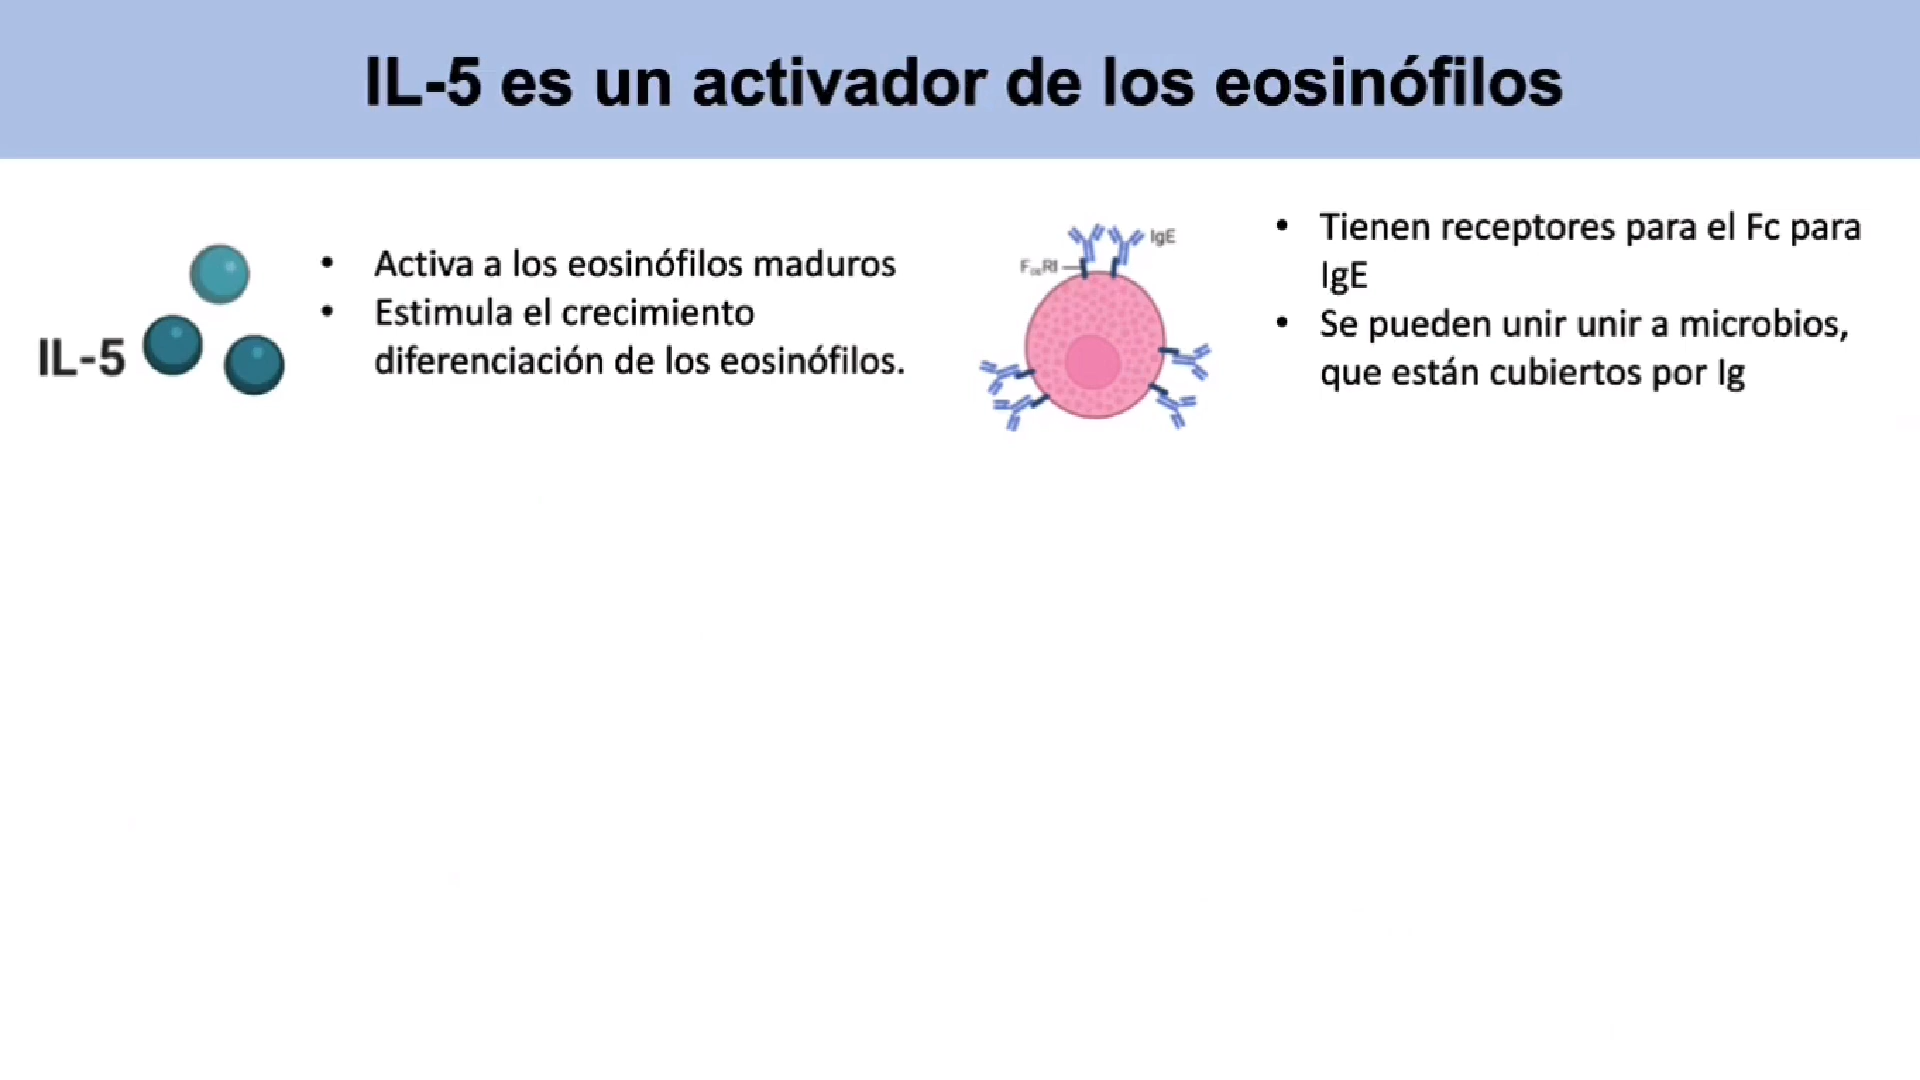 IL-5 es un activador de los eosinófilos
IL-5
• Activa a los eosinófilos maduros
• Estimula el crecimiento
diferenciación de los eosinófilos.
IgE
• Tienen receptores para el Fc para
IgE
• Se pueden unir unir a microbios,
que están cubiertos por Ig